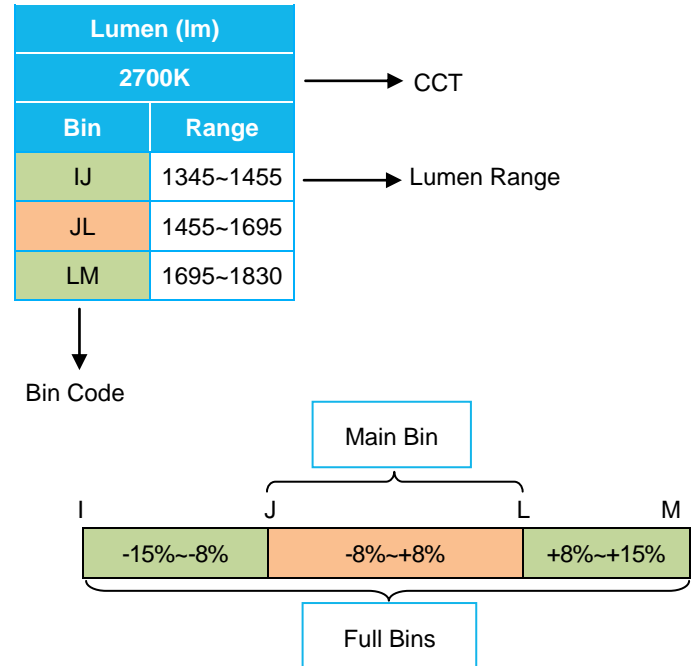 Lumen (lm)
2700K
CCT
Bin Range
IJ 1345~1455
Lumen Range
JL 1455~1695
LM 1695~1830
Bin Code
Main Bin
I J L M
-15%~-8% -8%~+8% +8%~+15%
Full Bins